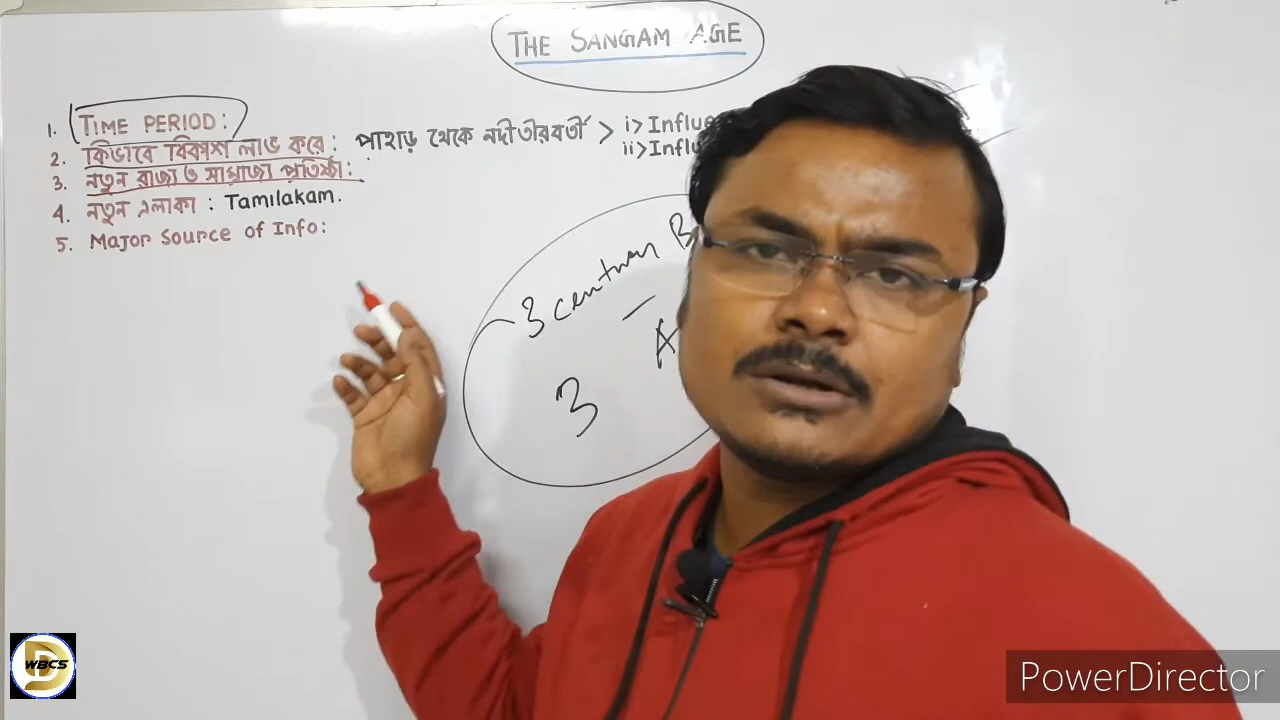 THE SANGAM AGE
1. TIME PERIOD:
2. কিভাবে বিকাশ লাভ করে: পাহাড় থেকে নদীতীরবর্তী > i> Influe
ii> Influ
3. নতুন রাজ্য ও সাম্রাজ্য প্রতিষ্ঠা:
4. নতুন এলাকা : Tamilakam.
5. Major Source of Info:
3 century B
A
3
WBCS
PowerDirector